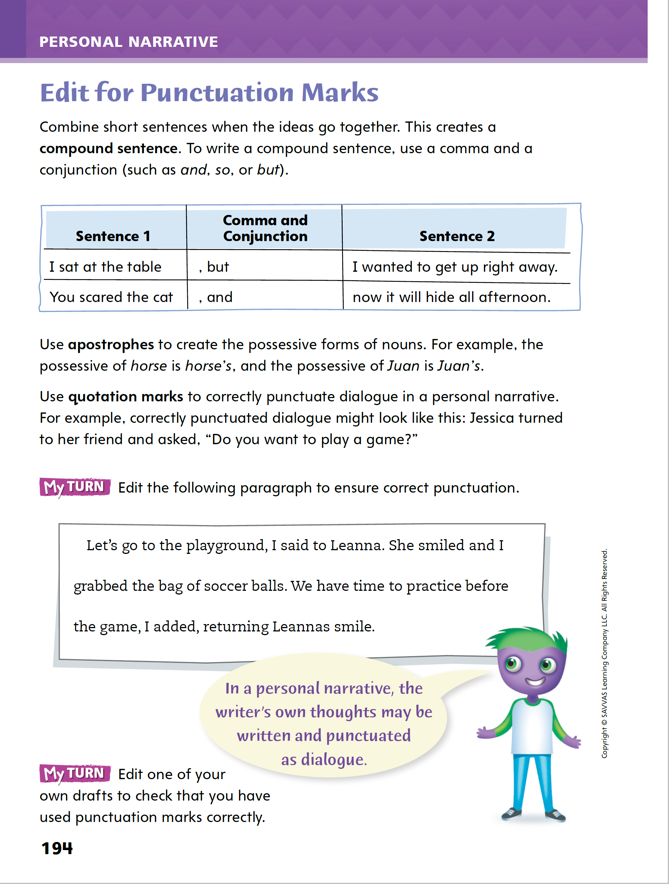 PERSONAL NARRATIVE
Edit for Punctuation Marks
Combine short sentences when the ideas go together. This creates a
compound sentence. To write a compound sentence, use a comma and a
conjunction (such as and, so, or but).
Sentence 1 Comma and Conjunction Sentence 2
I sat at the table , but I wanted to get up right away.
You scared the cat , and now it will hide all afternoon.
Use apostrophes to create the possessive forms of nouns. For example, the
possessive of horse is horse’s, and the possessive of Juan is Juan’s.
Use quotation marks to correctly punctuate dialogue in a personal narrative.
For example, correctly punctuated dialogue might look like this: Jessica turned
to her friend and asked, “Do you want to play a game?”
My TURN Edit the following paragraph to ensure correct punctuation.
Let’s go to the playground, I said to Leanna. She smiled and I
grabbed the bag of soccer balls. We have time to practice before
the game, I added, returning Leannas smile.
In a personal narrative, the
writer’s own thoughts may be
written and punctuated
as dialogue.
My TURN Edit one of your
own drafts to check that you have
used punctuation marks correctly.
194
Copyright © SAVVAS Learning Company LLC. All Rights Reserved.